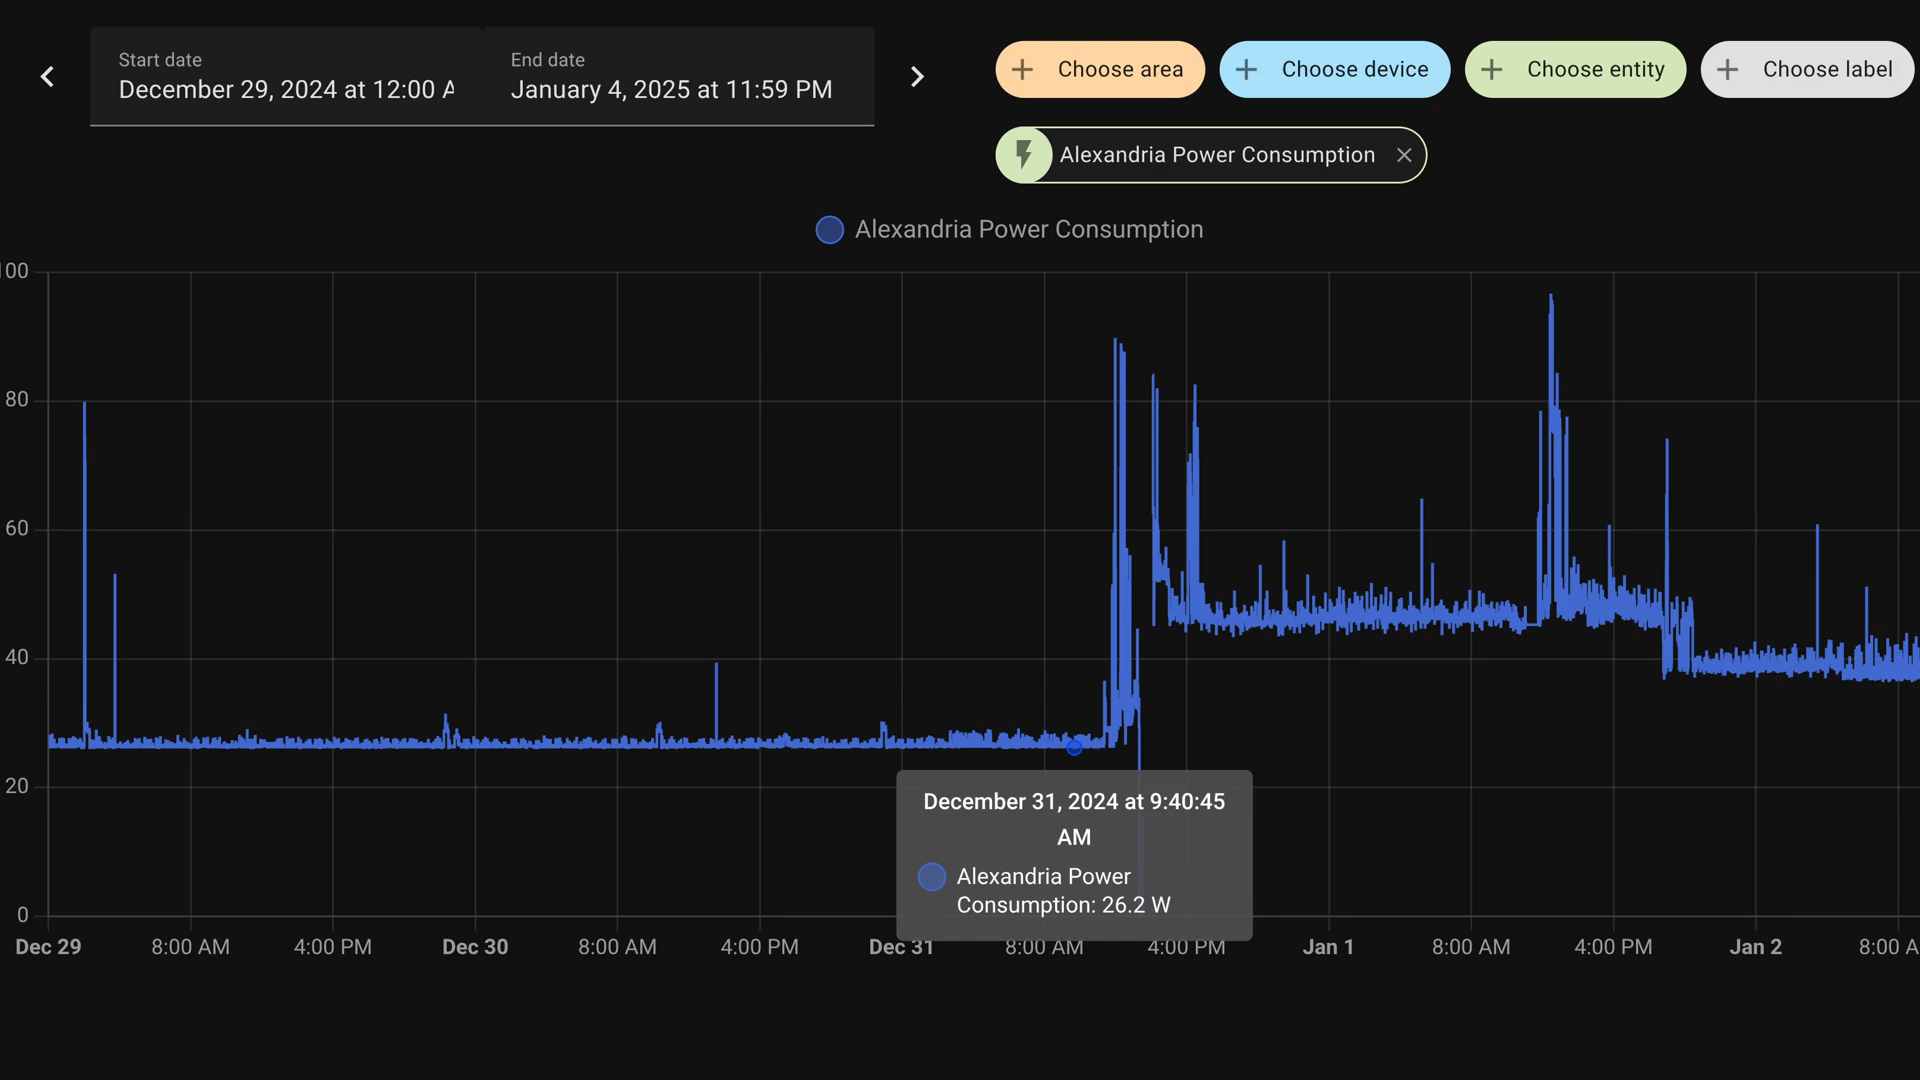 Start date
December 29, 2024 at 12:00 A
End date
January 4, 2025 at 11:59 PM
Choose area
Choose device
Choose entity
Choose label
Alexandria Power Consumption
Alexandria Power Consumption
100
80
60
40
20
0
December 31, 2024 at 9:40:45
AM
Alexandria Power
Consumption: 26.2 W
Dec 29
8:00 AM
4:00 PM
Dec 30
8:00 AM
4:00 PM
Dec 31
8:00 AM
4:00 PM
Jan 1
8:00 AM
4:00 PM
Jan 2
8:00 A